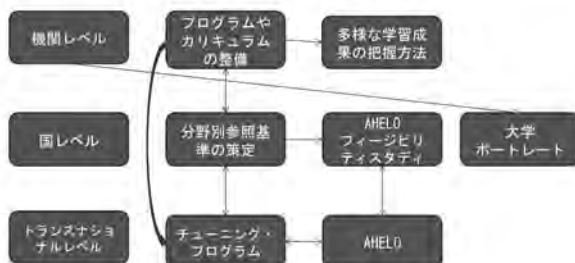 機関レベル
プログラムや
カリキュラム
の整備
多様な学習成
果の把握方法
国レベル
分野別参照基
準の策定
AHELO
フィージビリ
ティスタディ
大学
ポートレート
トランスナショ
ナルレベル
チューニング・
プログラム
AHELO